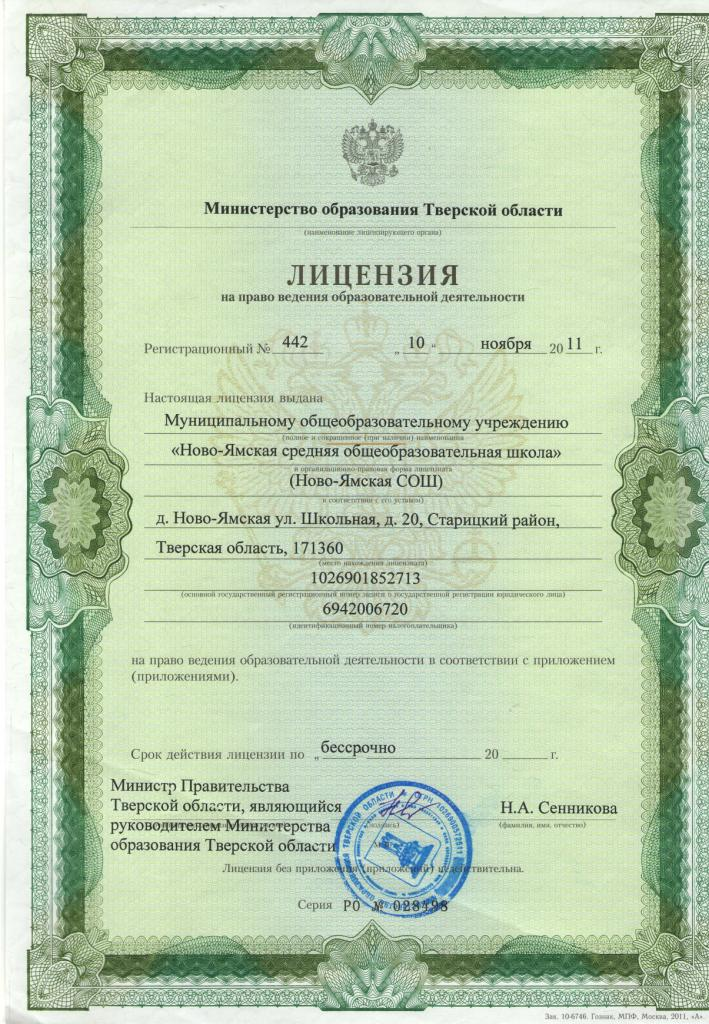 Министерство образования Тверской области
(наименование лицензирующего органа)
ЛИЦЕНЗИЯ
на право ведения образовательной деятельности
Регистрационный № 442 „ 10 “ ноября 20 11 г.
Настоящая лицензия выдана
Муниципальному общеобразовательному учреждению
(полное и сокращенное (при наличии) наименования
«Ново-Ямская средняя общеобразовательная школа»
и организационно-правовая форма лицензиата
(Ново-Ямская СОШ)
в соответствии с его уставом)
д. Ново-Ямская ул. Школьная, д. 20, Старицкий район,
Тверская область, 171360
(место нахождения лицензиата)
1026901852713
(основной государственный регистрационный номер записи о государственной регистрации юридического лица)
6942006720
(идентификационный номер налогоплательщика)
на право ведения образовательной деятельности в соответствии с приложением
(приложениями).
Срок действия лицензии по „ бессрочно 20 г.
Министр Правительства
Тверской области, являющийся
руководителем Министерства
образования Тверской области
(подпись)
Н.А. Сенникова
(фамилия, имя, отчество)
ТВЕРСКОЙ ОБЛАСТИ ОГРН
Лицензия без приложения (приложений) недействительна.
Серия РО № 028498
Зак. 10-6746. Гознак, МПФ, Москва, 2011, «А».